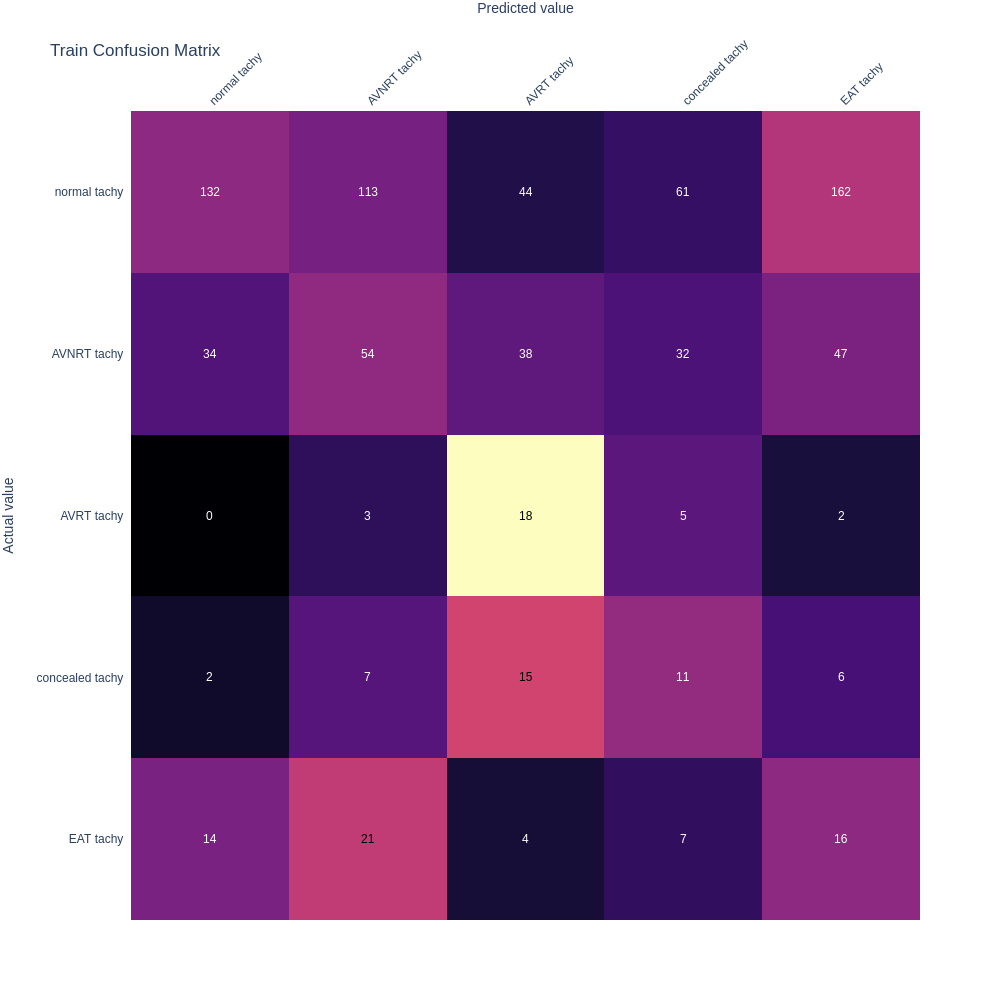 Predicted value
Train Confusion Matrix
normal tachy
AVNRT tachy
AVRT tachy
concealed tachy
EAT tachy
normal tachy 132 113 44 61 162
AVNRT tachy 34 54 38 32 47
Actual value
AVRT tachy 0 3 18 5 2
concealed tachy 2 7 15 11 6
EAT tachy 14 21 4 7 16